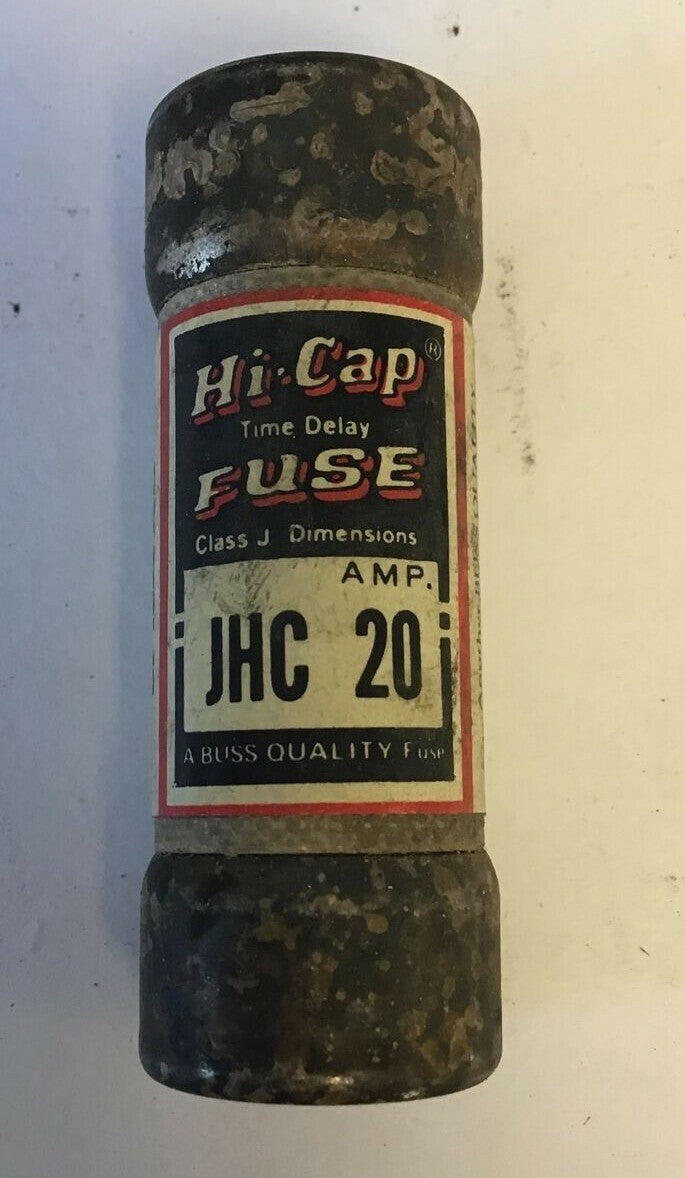 Hi-Cap®
Time Delay
FUSE
Class J Dimensions
AMP.
JHC 20
A BUSS QUALITY Fuse